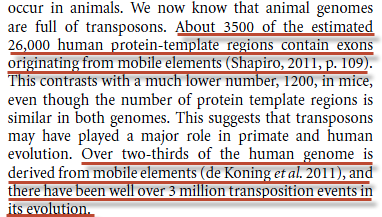 occur in animals. We now know that animal genomes
are full of transposons. About 3500 of the estimated
26,000 human protein-template regions contain exons
originating from mobile elements (Shapiro, 2011, p. 109).
This contrasts with a much lower number, 1200, in mice,
even though the number of protein template regions is
similar in both genomes. This suggests that transposons
may have played a major role in primate and human
evolution. Over two-thirds of the human genome is
derived from mobile elements (de Koning et al. 2011), and
there have been well over 3 million transposition events in
its evolution.